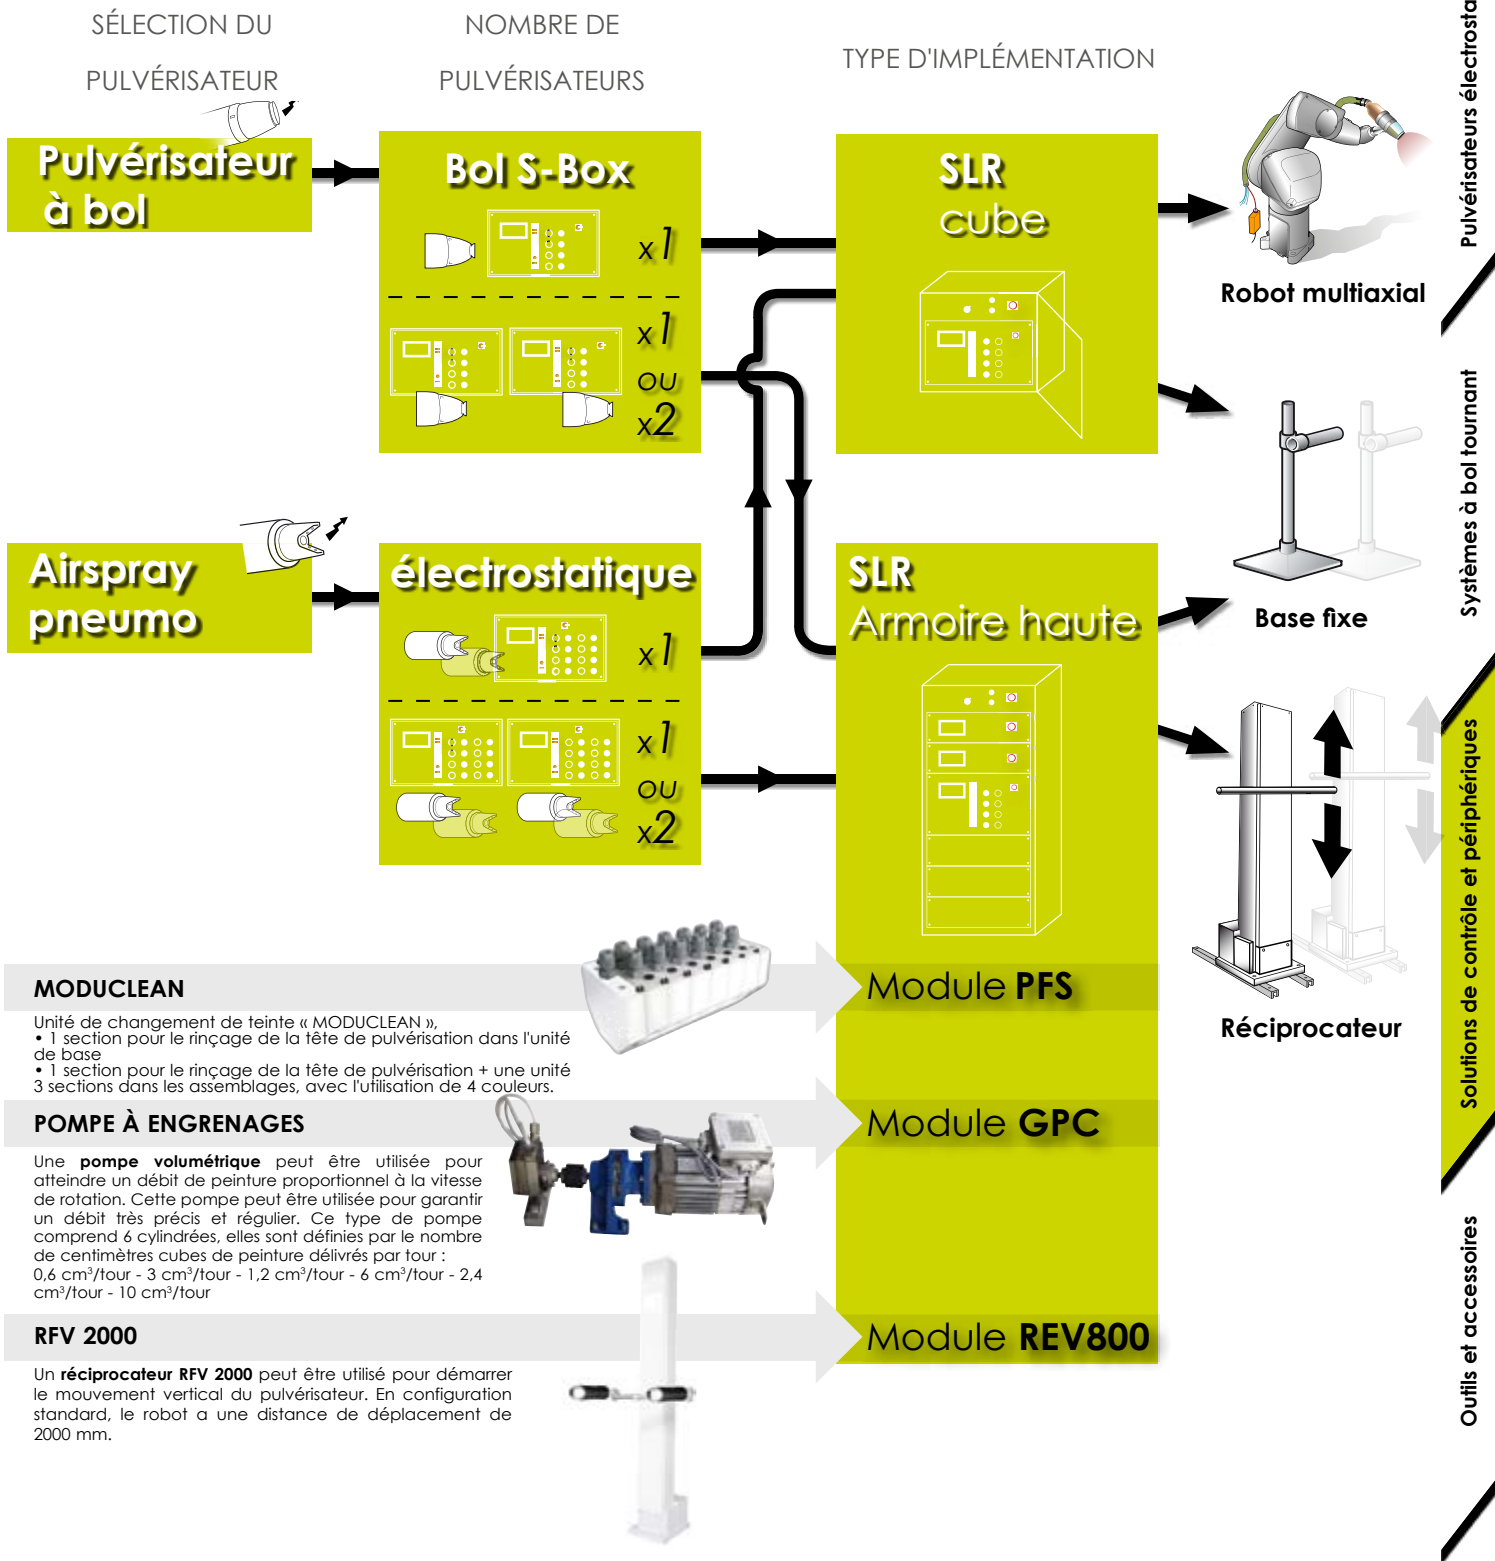 SÉLECTION DU
PULVÉRISATEUR
NOMBRE DE
PULVÉRISATEURS
TYPE D'IMPLÉMENTATION
Pulvérisateur
à bol
Bol S-Box
x1
x1
ou
x2
SLR
cube
Robot multiaxial
Base fixe
Airspray
pneumo
électrostatique
x1
x1
ou
x2
SLR
Armoire haute
Réciprocateur
MODUCLEAN
Module PFS
Unité de changement de teinte « MODUCLEAN »,
• 1 section pour le rinçage de la tête de pulvérisation dans l'unité
de base
• 1 section pour le rinçage de la tête de pulvérisation + une unité
3 sections dans les assemblages, avec l'utilisation de 4 couleurs.
POMPE À ENGRENAGES
Module GPC
Une pompe volumétrique peut être utilisée pour
atteindre un débit de peinture proportionnel à la vitesse
de rotation. Cette pompe peut être utilisée pour garantir
un débit très précis et régulier. Ce type de pompe
comprend 6 cylindrées, elles sont définies par le nombre
de centimètres cubes de peinture délivrés par tour :
0,6 cm³/tour - 3 cm³/tour - 1,2 cm³/tour - 6 cm³/tour - 2,4
cm³/tour - 10 cm³/tour
RFV 2000
Module REV800
Un réciprocateur RFV 2000 peut être utilisé pour démarrer
le mouvement vertical du pulvérisateur. En configuration
standard, le robot a une distance de déplacement de
2000 mm.
Pulvérisateurs électrosta
Systèmes à bol tournant
Solutions de contrôle et périphériques
Outils et accessoires